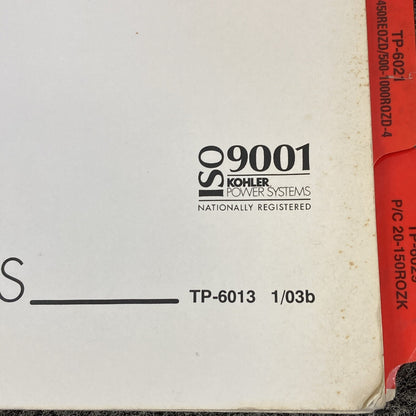 ISO 9001
KOHLER
POWER SYSTEMS
NATIONALLY REGISTERED
S
TP-6013 1/03b
TP-6021
450REOZD/500-1000ROZD-4
P/C 20-150ROZK